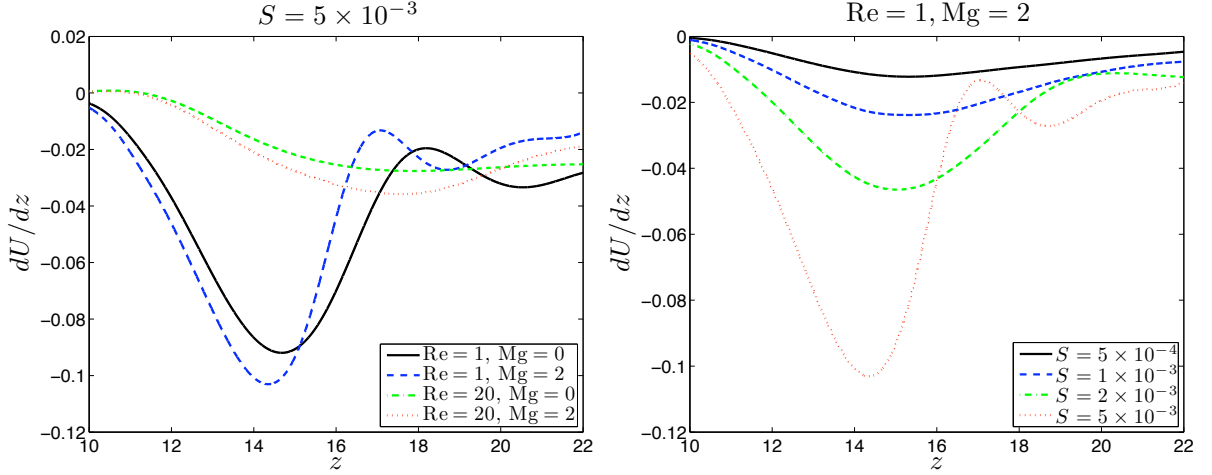 S = 5 × 10⁻³
0.02
0
−0.02
−0.04
−0.06
−0.08
−0.1
−0.12
dU/dz
10 12 14 16 18 20 22
z
Re = 1, Mg = 0
Re = 1, Mg = 2
Re = 20, Mg = 0
Re = 20, Mg = 2
Re = 1, Mg = 2
0
−0.02
−0.04
−0.06
−0.08
−0.1
−0.12
dU/dz
10 12 14 16 18 20 22
z
S = 5 × 10⁻⁴
S = 1 × 10⁻³
S = 2 × 10⁻³
S = 5 × 10⁻³